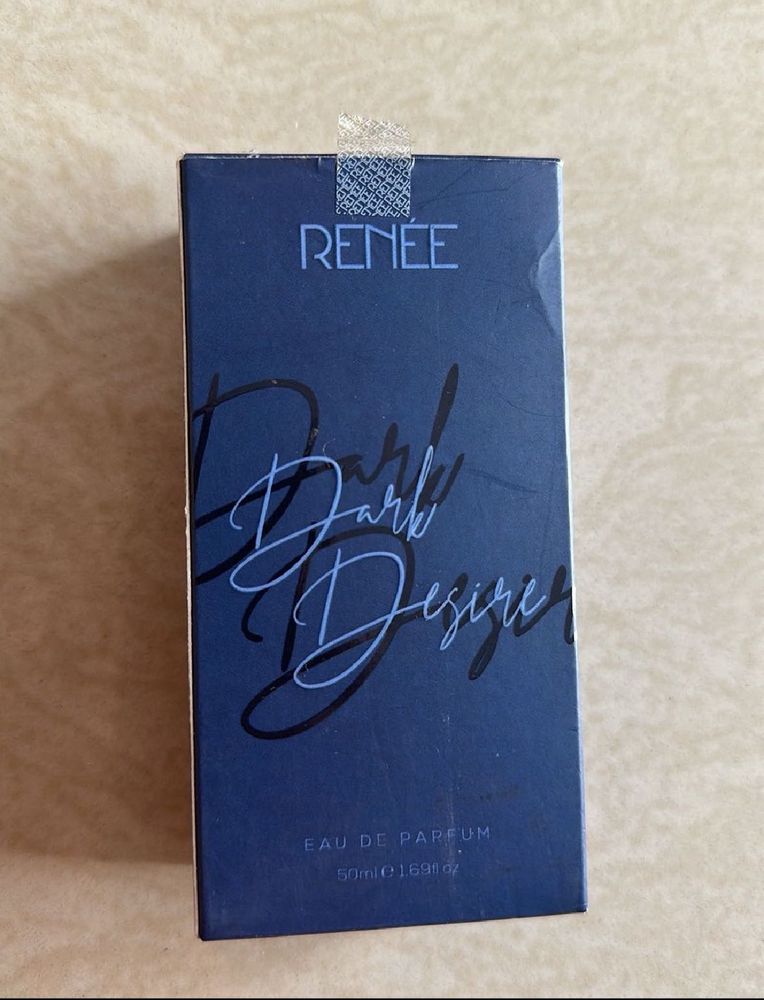 RENÉE
Dark
Desire
EAU DE PARFUM
50ml ℮ 1.69fl oz